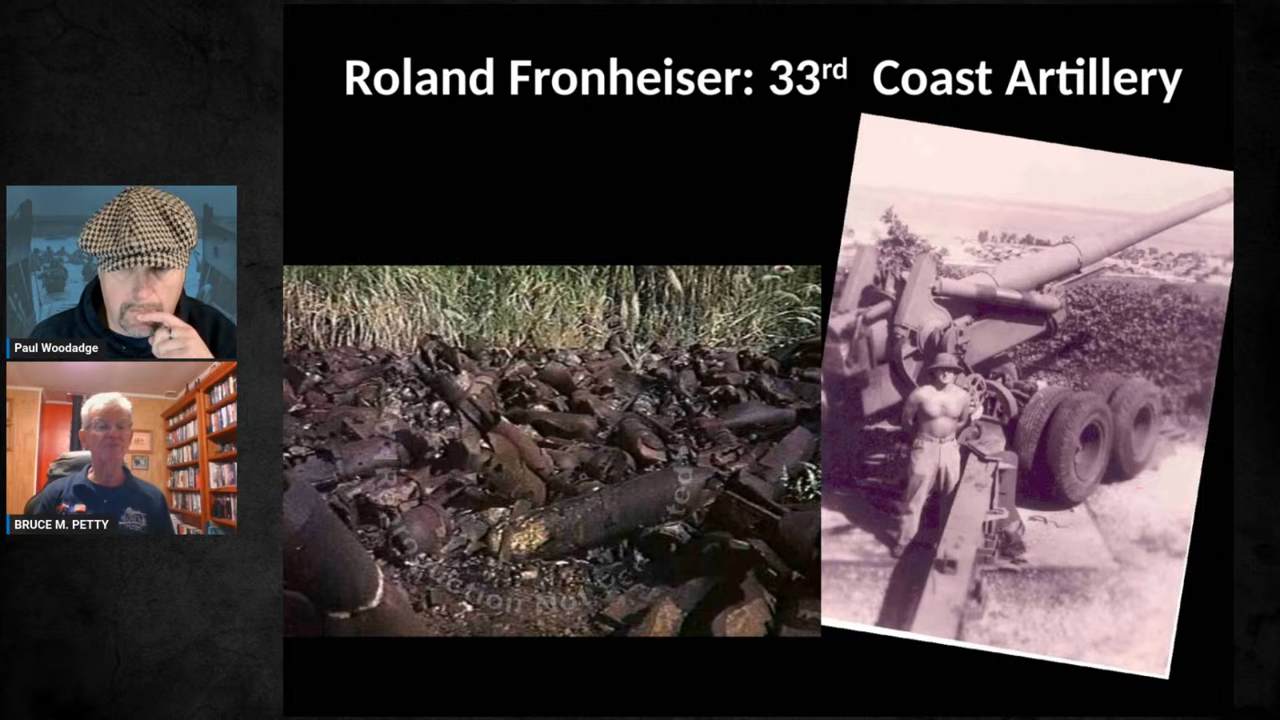 Roland Fronheiser: 33rd Coast Artillery
Paul Woodadge
BRUCE M. PETTY